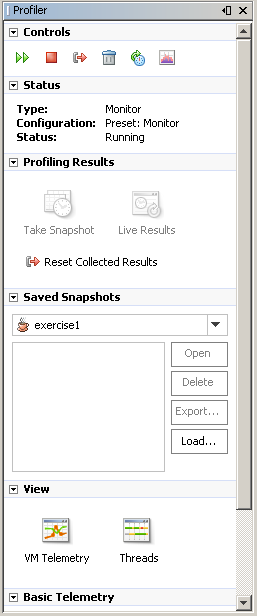 Profiler
Controls
Status
Type: Monitor
Configuration: Preset: Monitor
Status: Running
Profiling Results
Take Snapshot Live Results
Reset Collected Results
Saved Snapshots
exercise1
Open
Delete
Export...
Load...
View
VM Telemetry Threads
Basic Telemetry